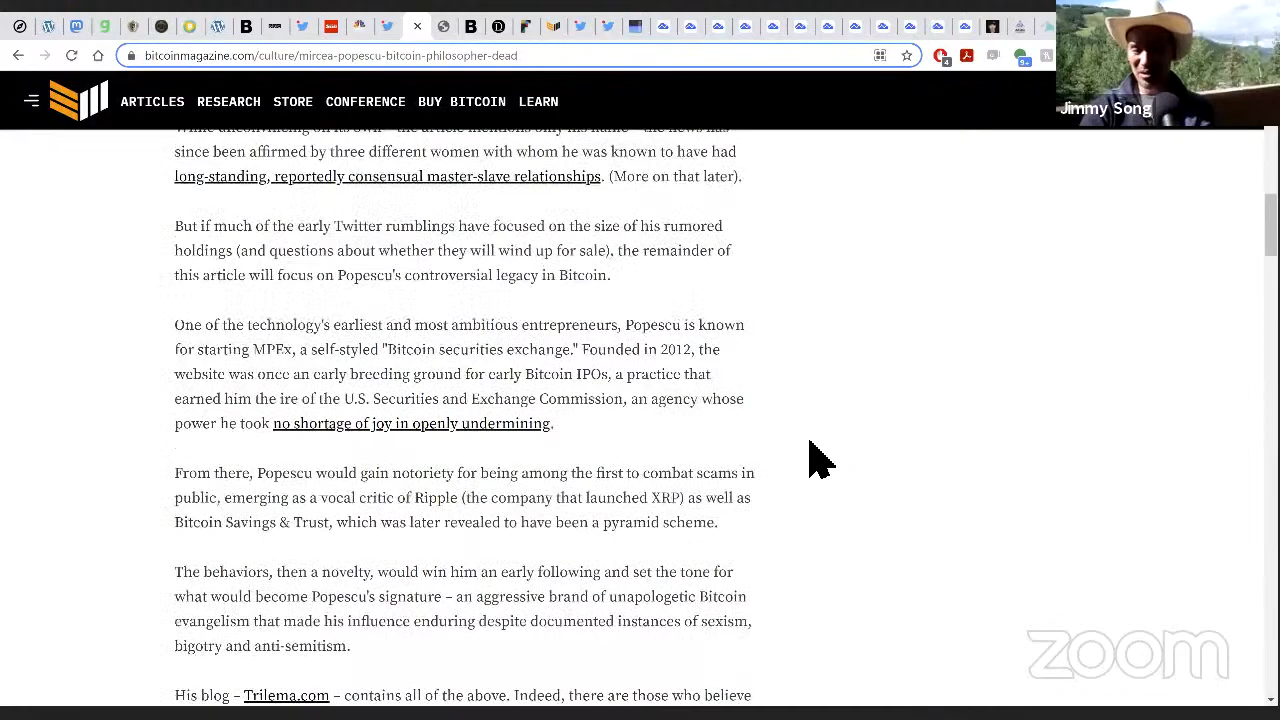 bitcoinmagazine.com/culture/mircea-popescu-bitcoin-philosopher-dead
Jimmy Song
ARTICLES RESEARCH STORE CONFERENCE BUY BITCOIN LEARN
While unconvincing on its own – the article mentions only his name – the news has
since been affirmed by three different women with whom he was known to have had
long-standing, reportedly consensual master-slave relationships. (More on that later).
But if much of the early Twitter rumblings have focused on the size of his rumored
holdings (and questions about whether they will wind up for sale), the remainder of
this article will focus on Popescu's controversial legacy in Bitcoin.
One of the technology's earliest and most ambitious entrepreneurs, Popescu is known
for starting MPEx, a self-styled "Bitcoin securities exchange." Founded in 2012, the
website was once an early breeding ground for early Bitcoin IPOs, a practice that
earned him the ire of the U.S. Securities and Exchange Commission, an agency whose
power he took no shortage of joy in openly undermining.
From there, Popescu would gain notoriety for being among the first to combat scams in
public, emerging as a vocal critic of Ripple (the company that launched XRP) as well as
Bitcoin Savings & Trust, which was later revealed to have been a pyramid scheme.
The behaviors, then a novelty, would win him an early following and set the tone for
what would become Popescu's signature – an aggressive brand of unapologetic Bitcoin
evangelism that made his influence enduring despite documented instances of sexism,
bigotry and anti-semitism.
His blog – Trilema.com – contains all of the above. Indeed, there are those who believe
zoom